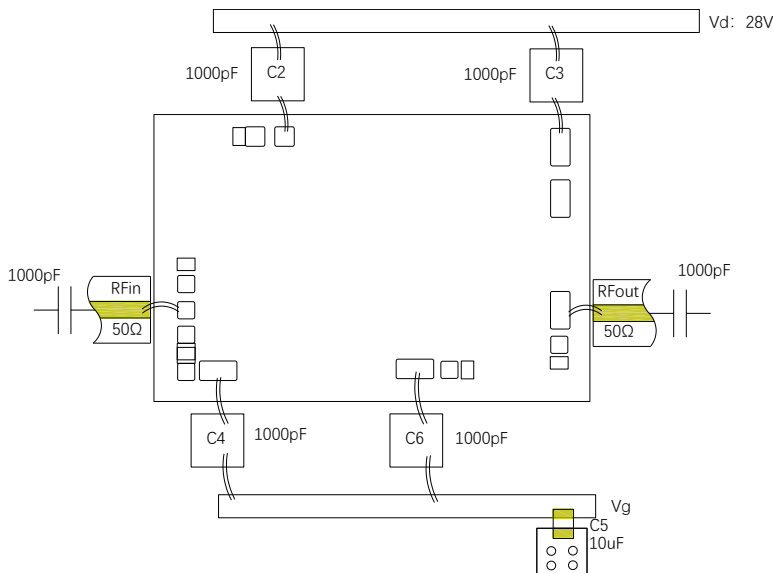 Vd: 28V
1000pF
C2
1000pF
C3
1000pF
RFin
50Ω
1000pF
RFout
50Ω
C4
1000pF
C6
1000pF
Vg
C5
10uF